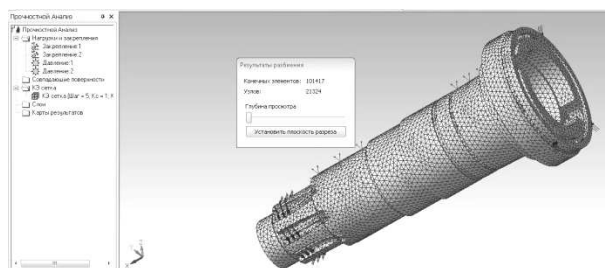 Прочностной Анализ
Прочностной Анализ
Нагрузки и закрепления
Закрепление:1
Закрепление:2
Давление:1
Давление:2
Совпадающие поверхности
КЭ сетка
КЭ сетка (Шаг = 5; Кс = 1; К
Слои
Карты результатов
Результаты разбиения
Конечных элементов: 101417
Узлов:
Глубина просмотра
Установить плоскость разреза